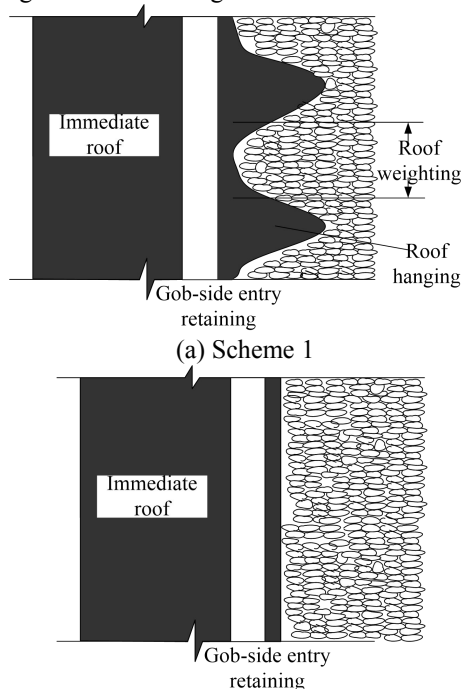 Immediate
roof
Roof
weighting
Roof
hanging
Gob-side entry
retaining
(a) Scheme 1
Immediate
roof
Gob-side entry
retaining